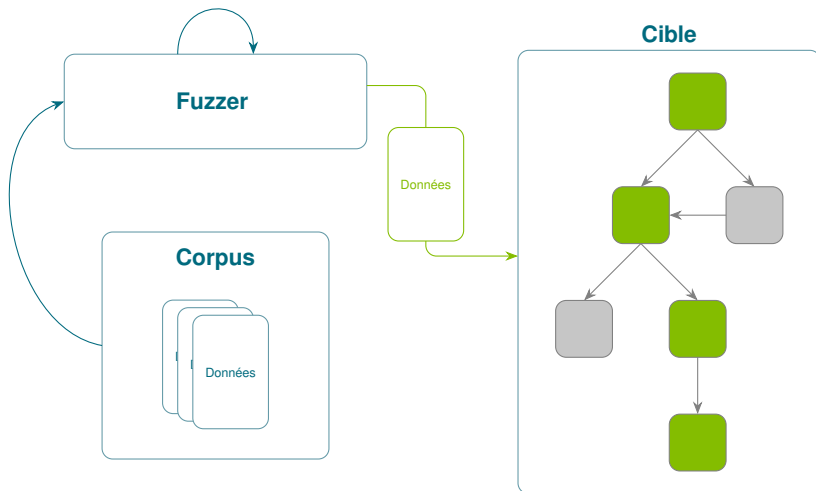 Cible
Fuzzer
Données
Corpus
D
D
Données